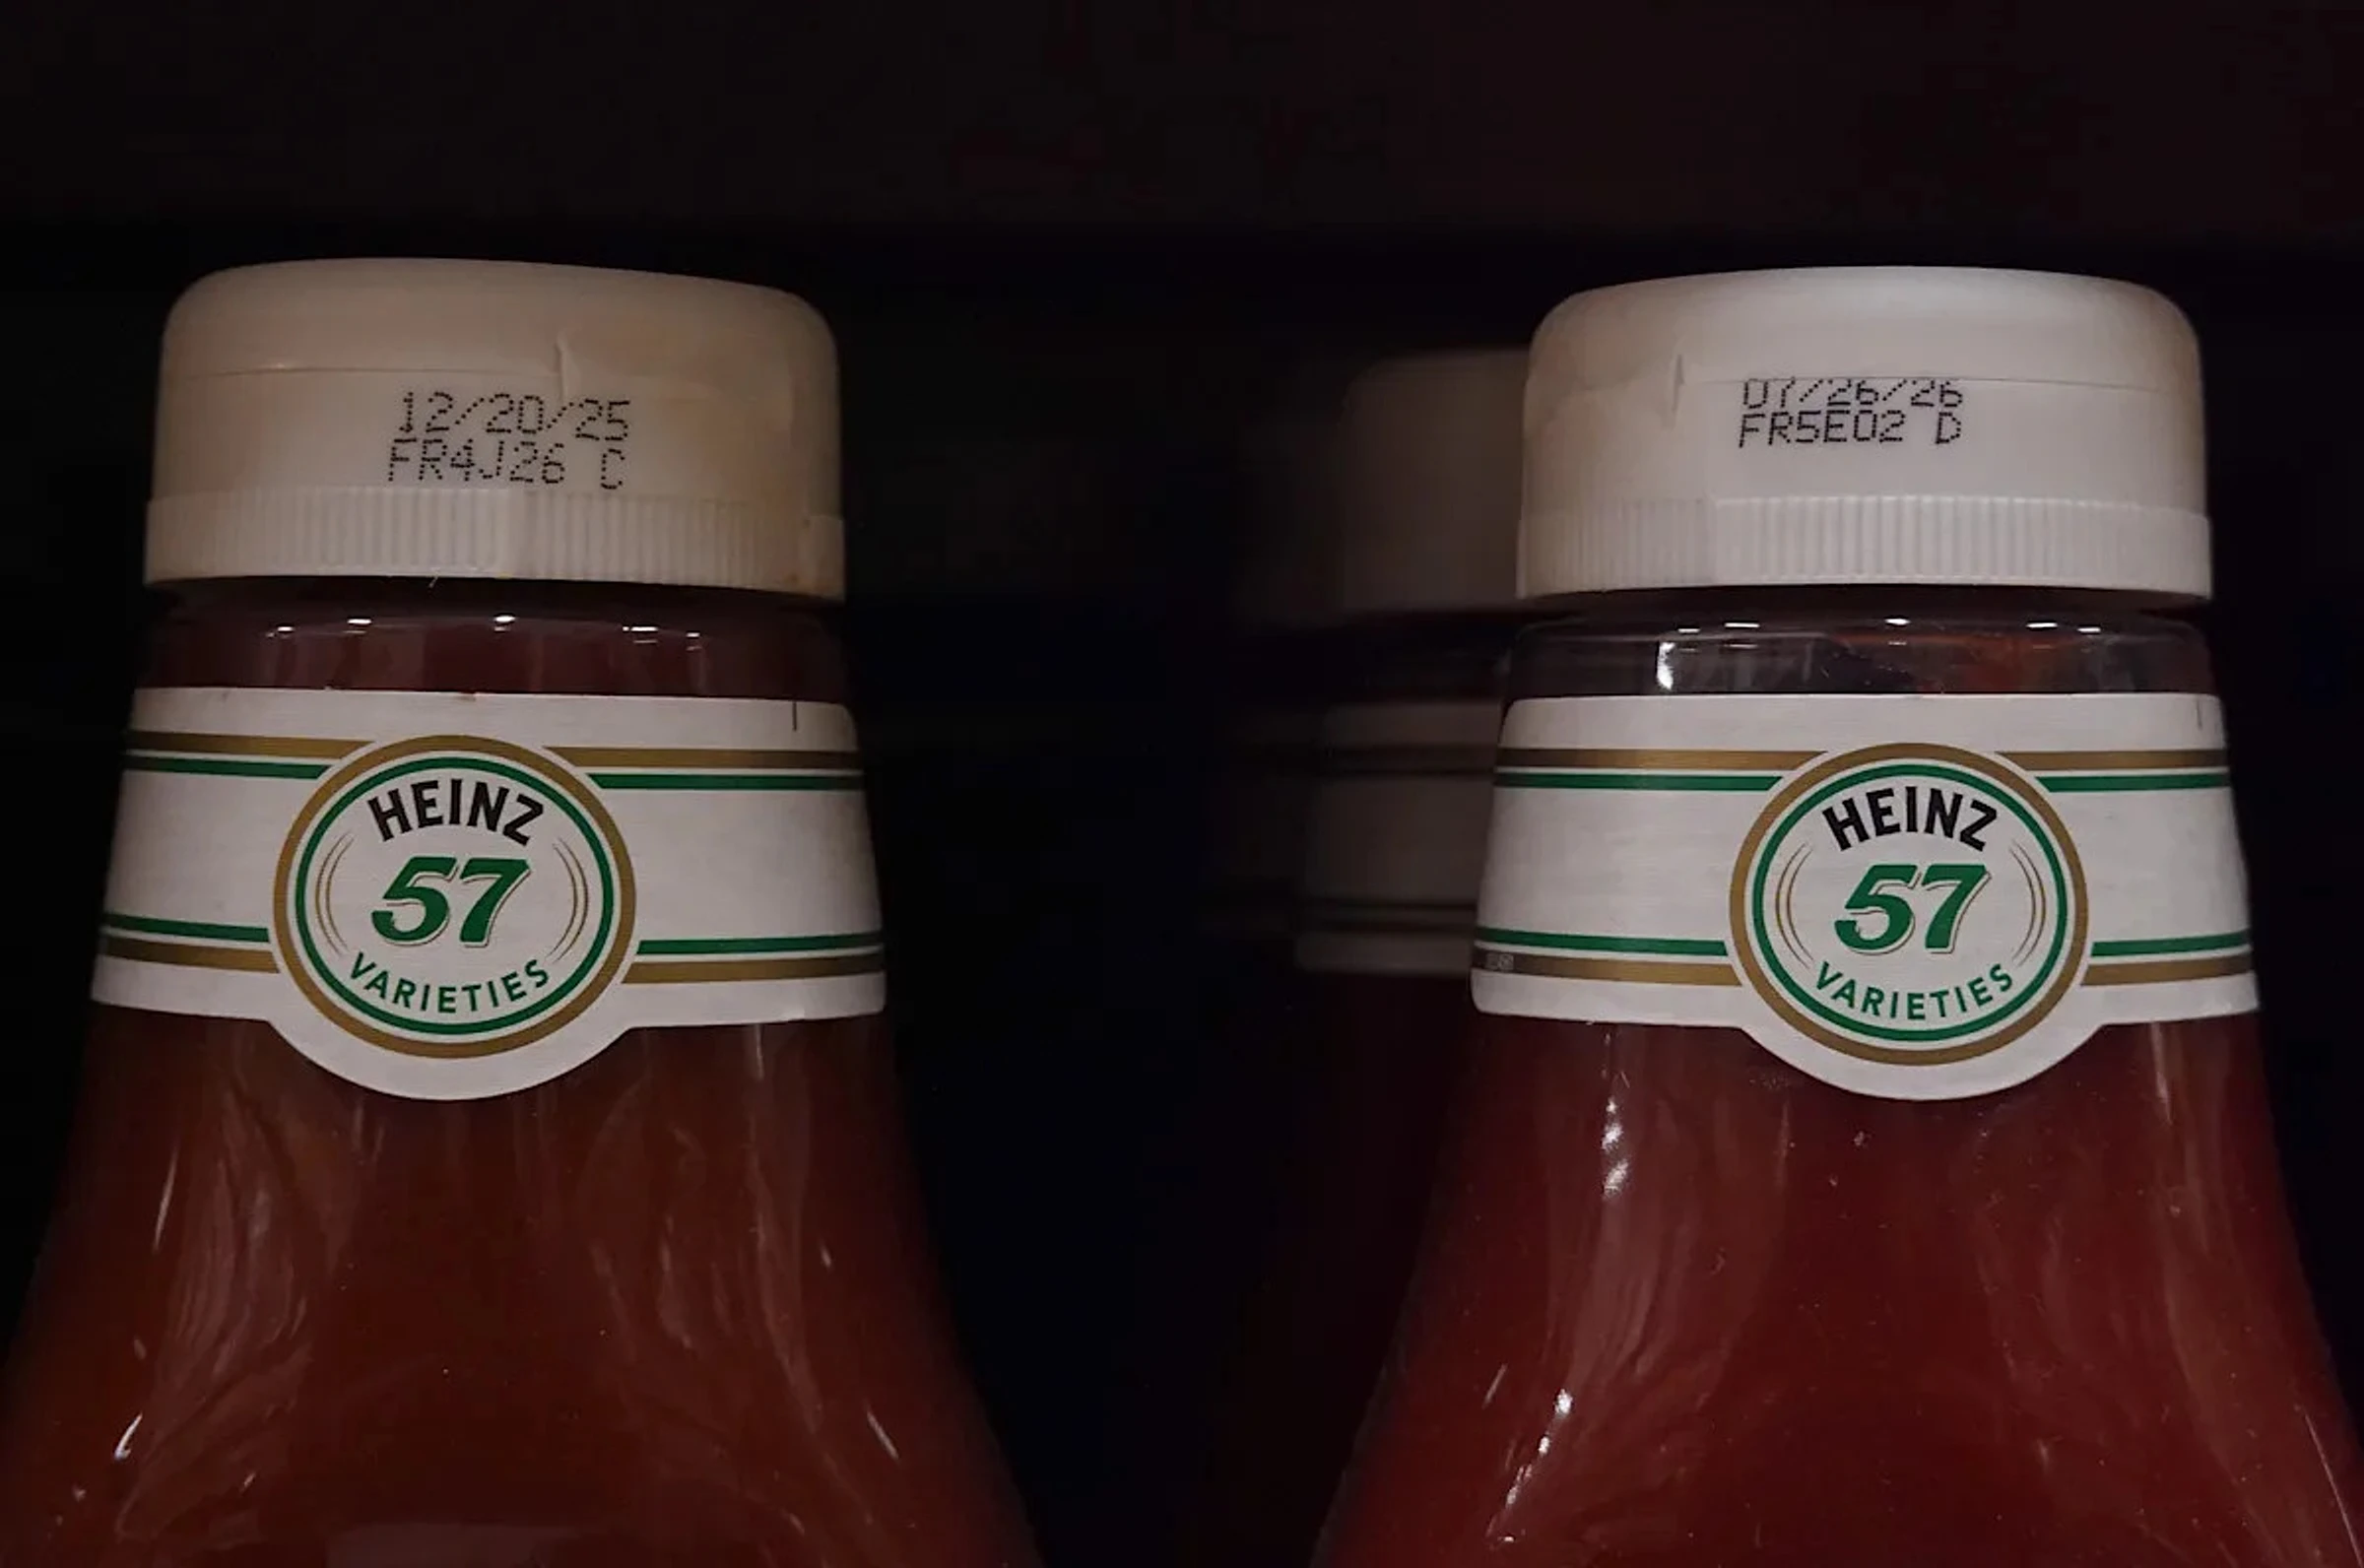 12/20/25
FR4J26 C
HEINZ
57
VARIETIES
07/26/26
FR5E02 D
HEINZ
57
VARIETIES